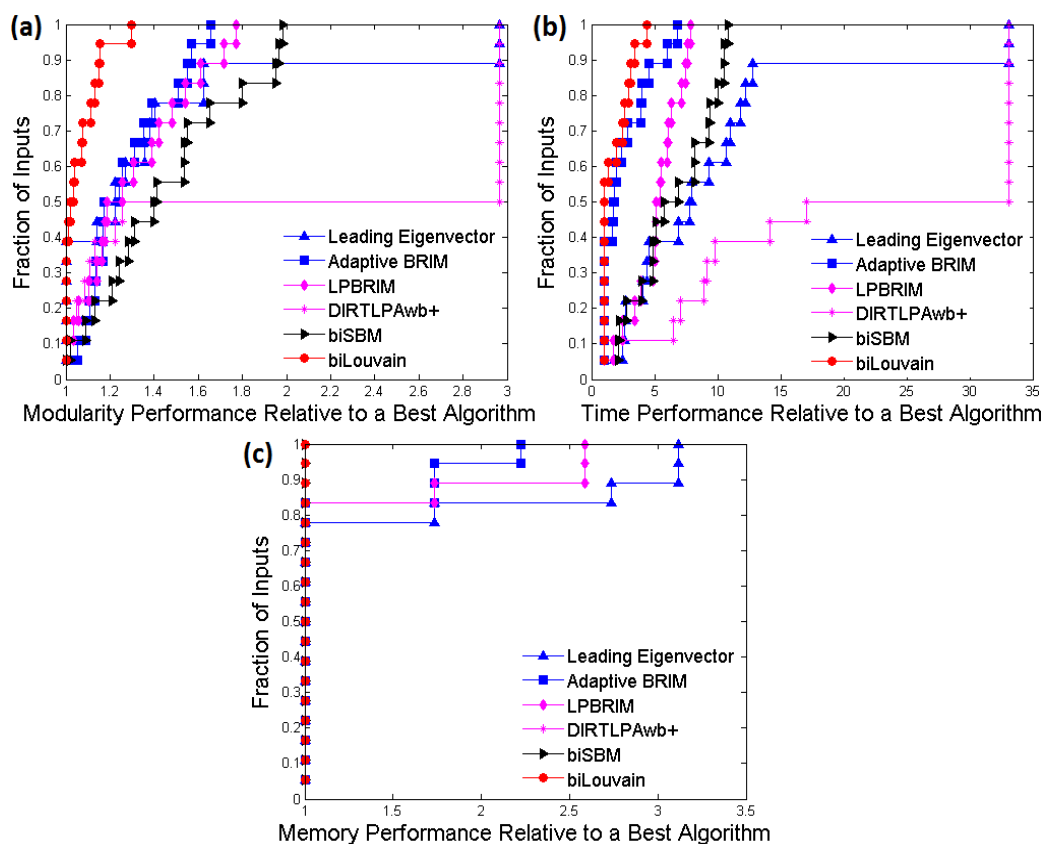 (a)
Fraction of Inputs
1
0.9
0.8
0.7
0.6
0.5
0.4
0.3
0.2
0.1
0
1 1.2 1.4 1.6 1.8 2 2.2 2.4 2.6 2.8 3
Leading Eigenvector
Adaptive BRIM
LPBRIM
DIRTLPAwb+
biSBM
biLouvain
Modularity Performance Relative to a Best Algorithm
(b)
Fraction of Inputs
1
0.9
0.8
0.7
0.6
0.5
0.4
0.3
0.2
0.1
0
0 5 10 15 20 25 30 35
Leading Eigenvector
Adaptive BRIM
LPBRIM
DIRTLPAwb+
biSBM
biLouvain
Time Performance Relative to a Best Algorithm
(c)
Fraction of Inputs
1
0.9
0.8
0.7
0.6
0.5
0.4
0.3
0.2
0.1
0
1 1.5 2 2.5 3 3.5
Leading Eigenvector
Adaptive BRIM
LPBRIM
DIRTLPAwb+
biSBM
biLouvain
Memory Performance Relative to a Best Algorithm